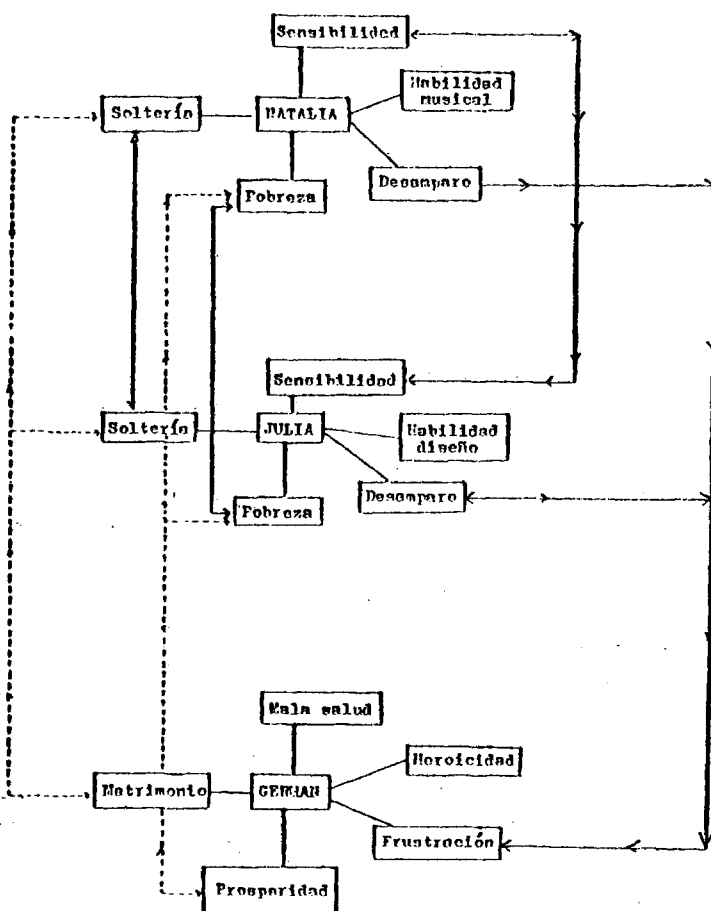 Sensibilidad
Habilidad
musical
Soltería
NATALIA
Desamparo
Pobreza
Sensibilidad
Soltería
JULIA
Habilidad
diseño
Desamparo
Pobreza
Mala salud
Heroicidad
Matrimonio
GERMAN
Frustración
Prosperidad